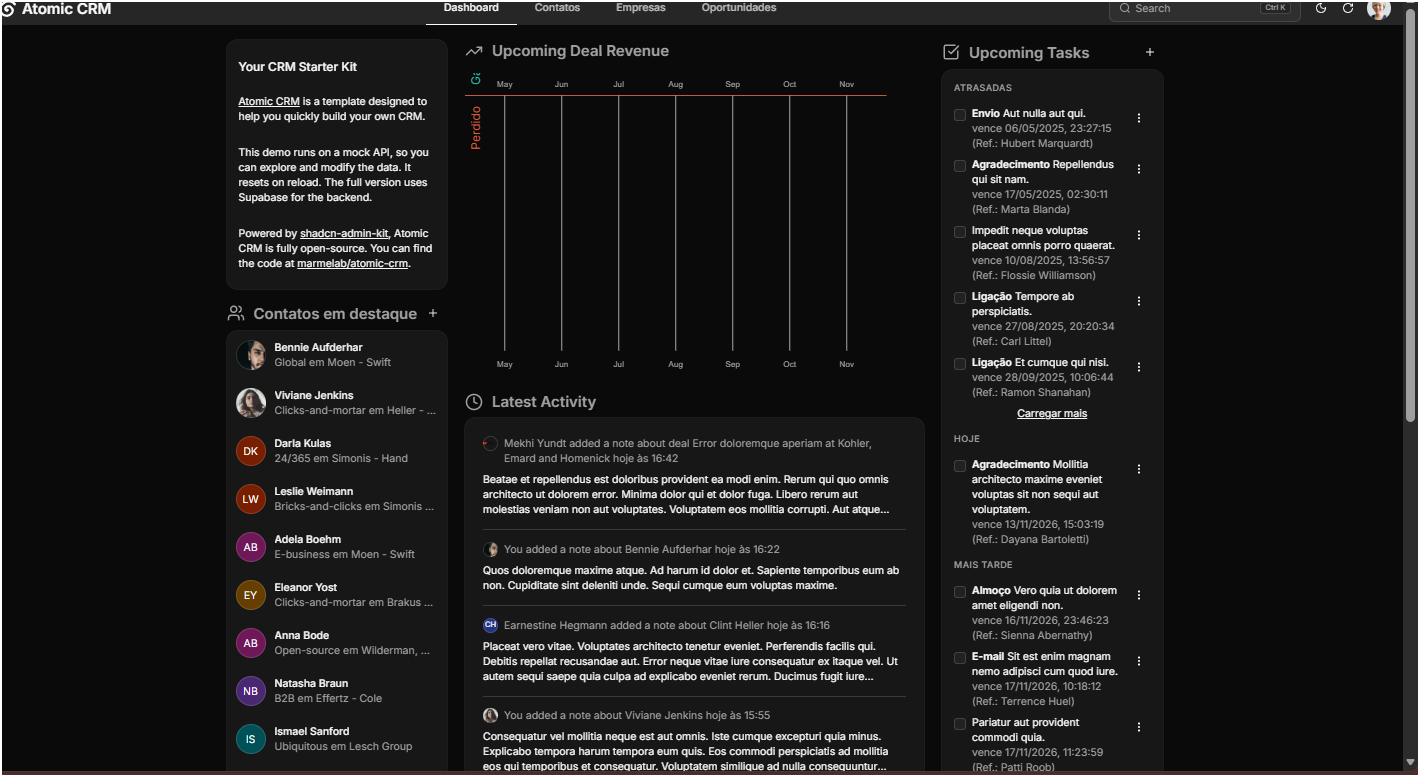 Atomic CRM
Dashboard
Contatos
Empresas
Oportunidades
Search
Ctrl K
Your CRM Starter Kit
Atomic CRM is a template designed to
help you quickly build your own CRM.
This demo runs on a mock API, so you
can explore and modify the data. It
resets on reload. The full version uses
Supabase for the backend.
Powered by shadcn-admin-kit, Atomic
CRM is fully open-source. You can find
the code at marmelab/atomic-crm.
Contatos em destaque +
Bennie Aufderhar
Global em Moen - Swift
Viviane Jenkins
Clicks-and-mortar em Heller - ...
DK
Darla Kulas
24/365 em Simonis - Hand
LW
Leslie Weimann
Bricks-and-clicks em Simonis ...
AB
Adela Boehm
E-business em Moen - Swift
EY
Eleanor Yost
Clicks-and-mortar em Brakus ...
AB
Anna Bode
Open-source em Wilderman, ...
NB
Natasha Braun
B2B em Effertz - Cole
IS
Ismael Sanford
Ubiquitous em Lesch Group
Upcoming Deal Revenue
May Jun Jul Aug Sep Oct Nov
Perdido
May Jun Jul Aug Sep Oct Nov
Latest Activity
Mekhi Yundt added a note about deal Error doloremque aperiam at Kohler,
Emard and Homenick hoje às 16:42
Beatae et repellendus est doloribus provident ea modi enim. Rerum qui quo omnis
architecto ut dolorem error. Minima dolor qui et dolor fuga. Libero rerum aut
molestias veniam non aut voluptates. Voluptatem eos mollitia corrupti. Aut atque...
You added a note about Bennie Aufderhar hoje às 16:22
Quos doloremque maxime atque. Ad harum id dolor et. Sapiente temporibus eum ab
non. Cupiditate sint deleniti unde. Sequi cumque eum voluptas maxime.
CH
Earnestine Hegmann added a note about Clint Heller hoje às 16:16
Placeat vero vitae. Voluptates architecto tenetur eveniet. Perferendis facilis qui.
Debitis repellat recusandae aut. Error neque vitae iure consequatur ex itaque vel. Ut
autem sequi saepe quia culpa ad explicabo eveniet rerum. Ducimus fugit iure...
You added a note about Viviane Jenkins hoje às 15:55
Consequatur vel mollitia neque est aut omnis. Iste cumque excepturi quia minus.
Explicabo tempora harum tempora eum quis. Eos commodi perspiciatis ad mollitia
eos qui temporibus et consequatur. Voluptatem similique ad nulla consequuntur...
Upcoming Tasks +
ATRASADAS
Envio Aut nulla aut qui.
vence 06/05/2025, 23:27:15
(Ref.: Hubert Marquardt)
Agradecimento Repellendus
qui sit nam.
vence 17/05/2025, 02:30:11
(Ref.: Marta Blanda)
Impedit neque voluptas
placeat omnis porro quaerat.
vence 10/08/2025, 13:56:57
(Ref.: Flossie Williamson)
Ligação Tempore ab
perspiciatis.
vence 27/08/2025, 20:20:34
(Ref.: Carl Littel)
Ligação Et cumque qui nisi.
vence 28/09/2025, 10:06:44
(Ref.: Ramon Shanahan)
Carregar mais
HOJE
Agradecimento Mollitia
architecto maxime eveniet
voluptas sit non sequi aut
voluptatem.
vence 13/11/2026, 15:03:19
(Ref.: Dayana Bartoletti)
MAIS TARDE
Almoço Vero quia ut dolorem
amet eligendi non.
vence 16/11/2026, 23:46:23
(Ref.: Sienna Abernathy)
E-mail Sit est enim magnam
nemo adipisci cum quod iure.
vence 17/11/2026, 10:18:12
(Ref.: Terrence Huel)
Pariatur aut provident
commodi quia.
vence 17/11/2026, 11:23:59
(Ref.: Patti Roob)